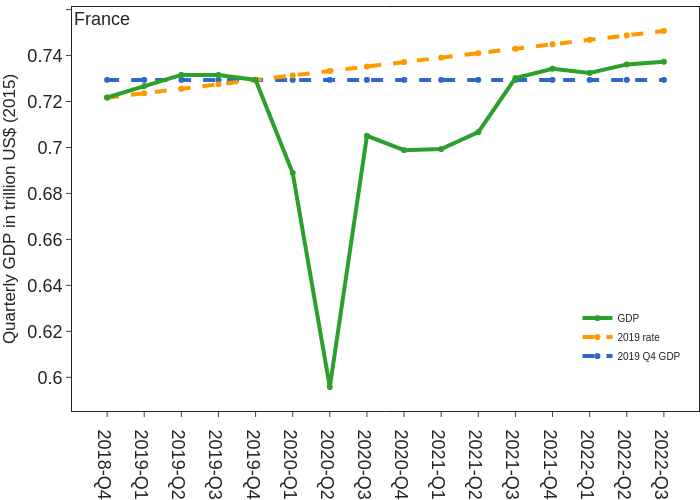 France
Quarterly GDP in trillion US$ (2015)
0.74
0.72
0.7
0.68
0.66
0.64
0.62
0.6
GDP
2019 rate
2019 Q4 GDP
2018-Q4
2019-Q1
2019-Q2
2019-Q3
2019-Q4
2020-Q1
2020-Q2
2020-Q3
2020-Q4
2021-Q1
2021-Q2
2021-Q3
2021-Q4
2022-Q1
2022-Q2
2022-Q3